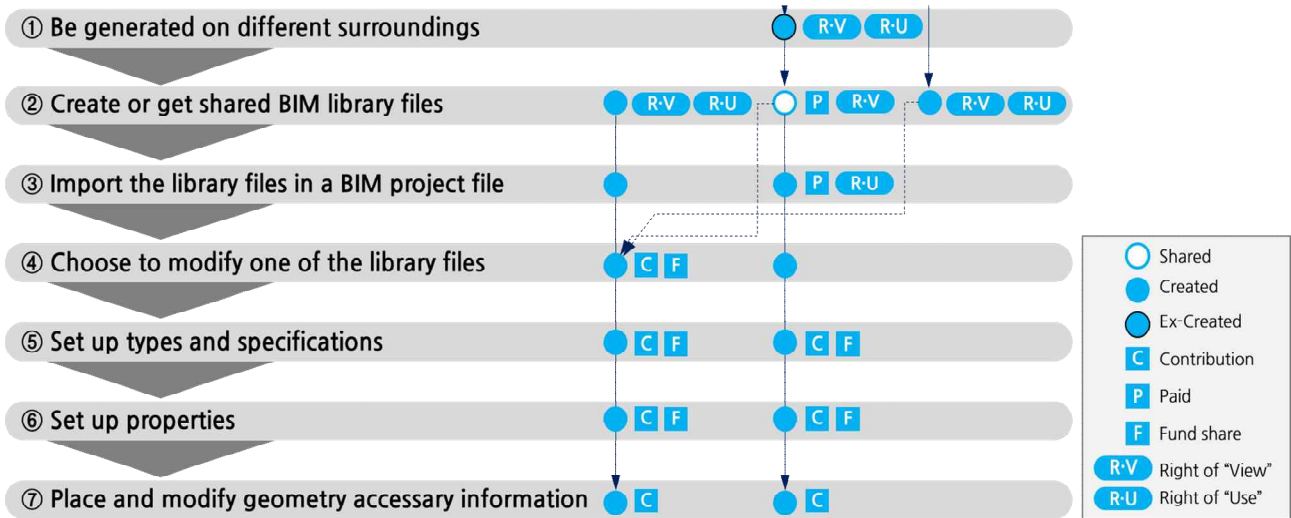 ① Be generated on different surroundings R·V R·U
② Create or get shared BIM library files R·V R·U P R·V R·V R·U
③ Import the library files in a BIM project file P R·U
④ Choose to modify one of the library files C F
⑤ Set up types and specifications C F C F
⑥ Set up properties C F C F
⑦ Place and modify geometry accessary information C C
Shared
Created
Ex-Created
C Contribution
P Paid
F Fund share
R·V Right of "View"
R·U Right of "Use"